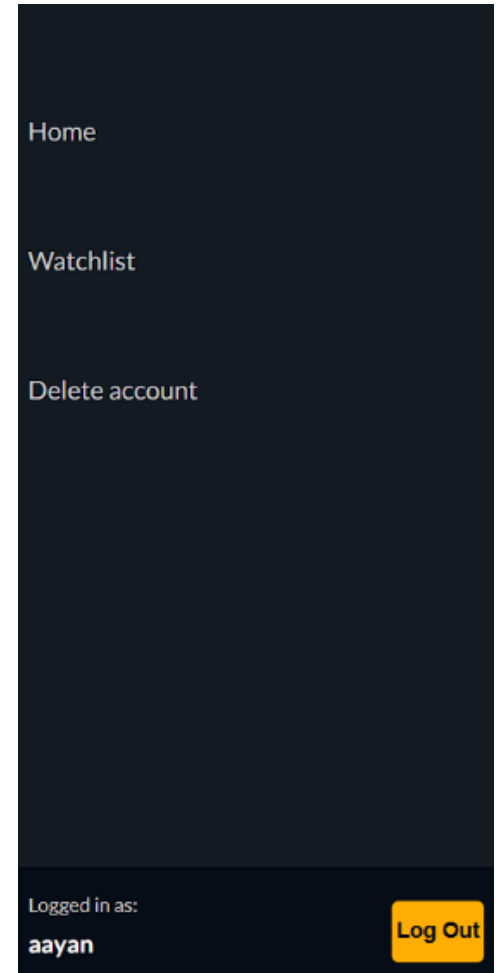 Home
Watchlist
Delete account
Logged in as:
aayan
Log Out